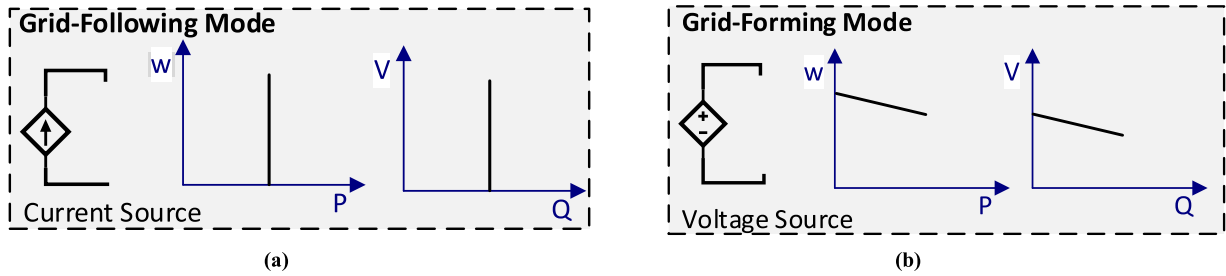 Grid-Following Mode
w
V
P
Q
Current Source
(a)
Grid-Forming Mode
+
-
w
V
P
Q
Voltage Source
(b)